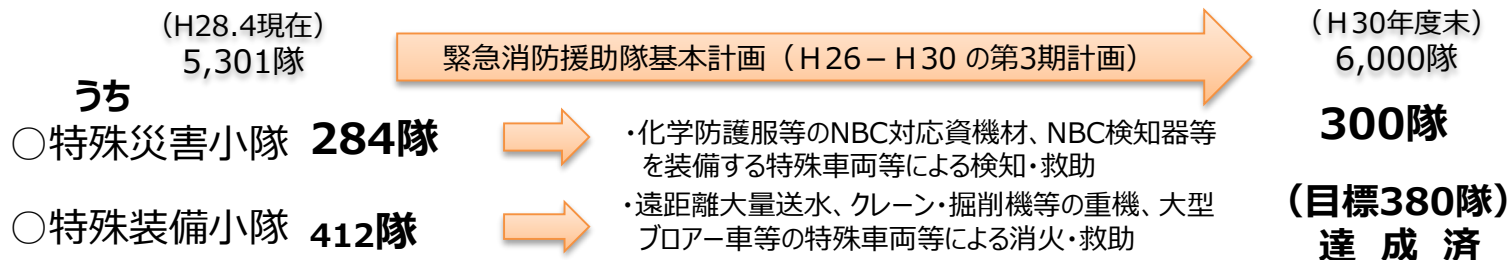 （H28.4現在）
5,301隊
緊急消防援助隊基本計画（H26－H30 の第3期計画）
（H30年度末）
6,000隊
うち
○特殊災害小隊 284隊
・化学防護服等のNBC対応資機材、NBC検知器等
を装備する特殊車両等による検知・救助
300隊
○特殊装備小隊 412隊
・遠距離大量送水、クレーン・掘削機等の重機、大型
ブロアー車等の特殊車両等による消火・救助
（目標380隊）
達 成 済